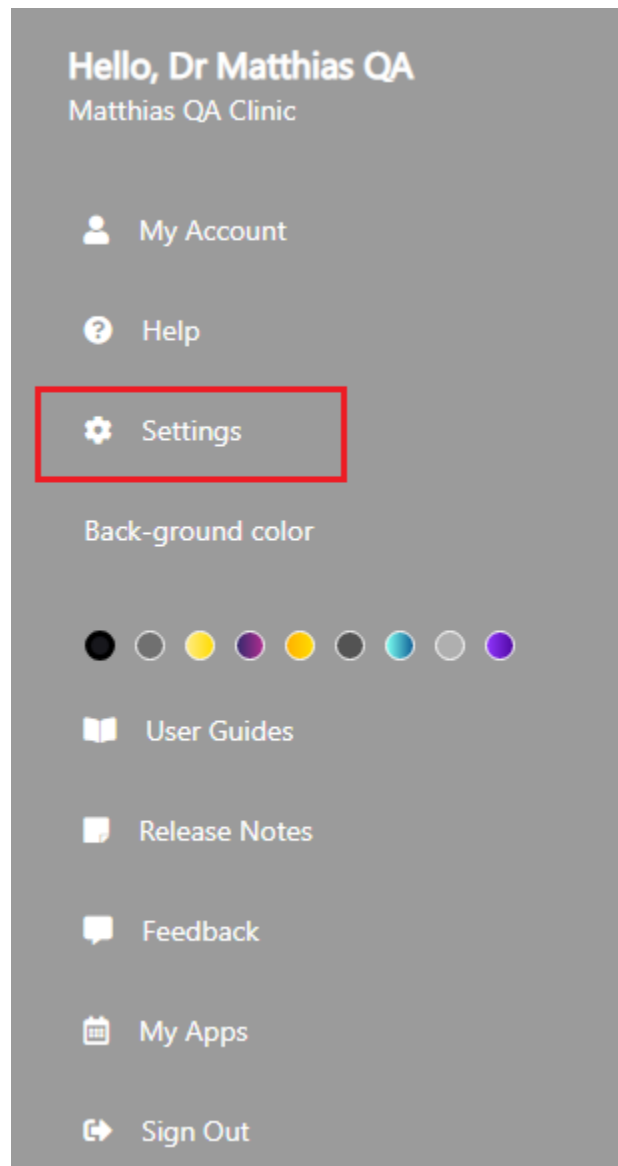 Hello, Dr Matthias QA
Matthias QA Clinic
My Account
Help
Settings
Back-ground color
User Guides
Release Notes
Feedback
My Apps
Sign Out